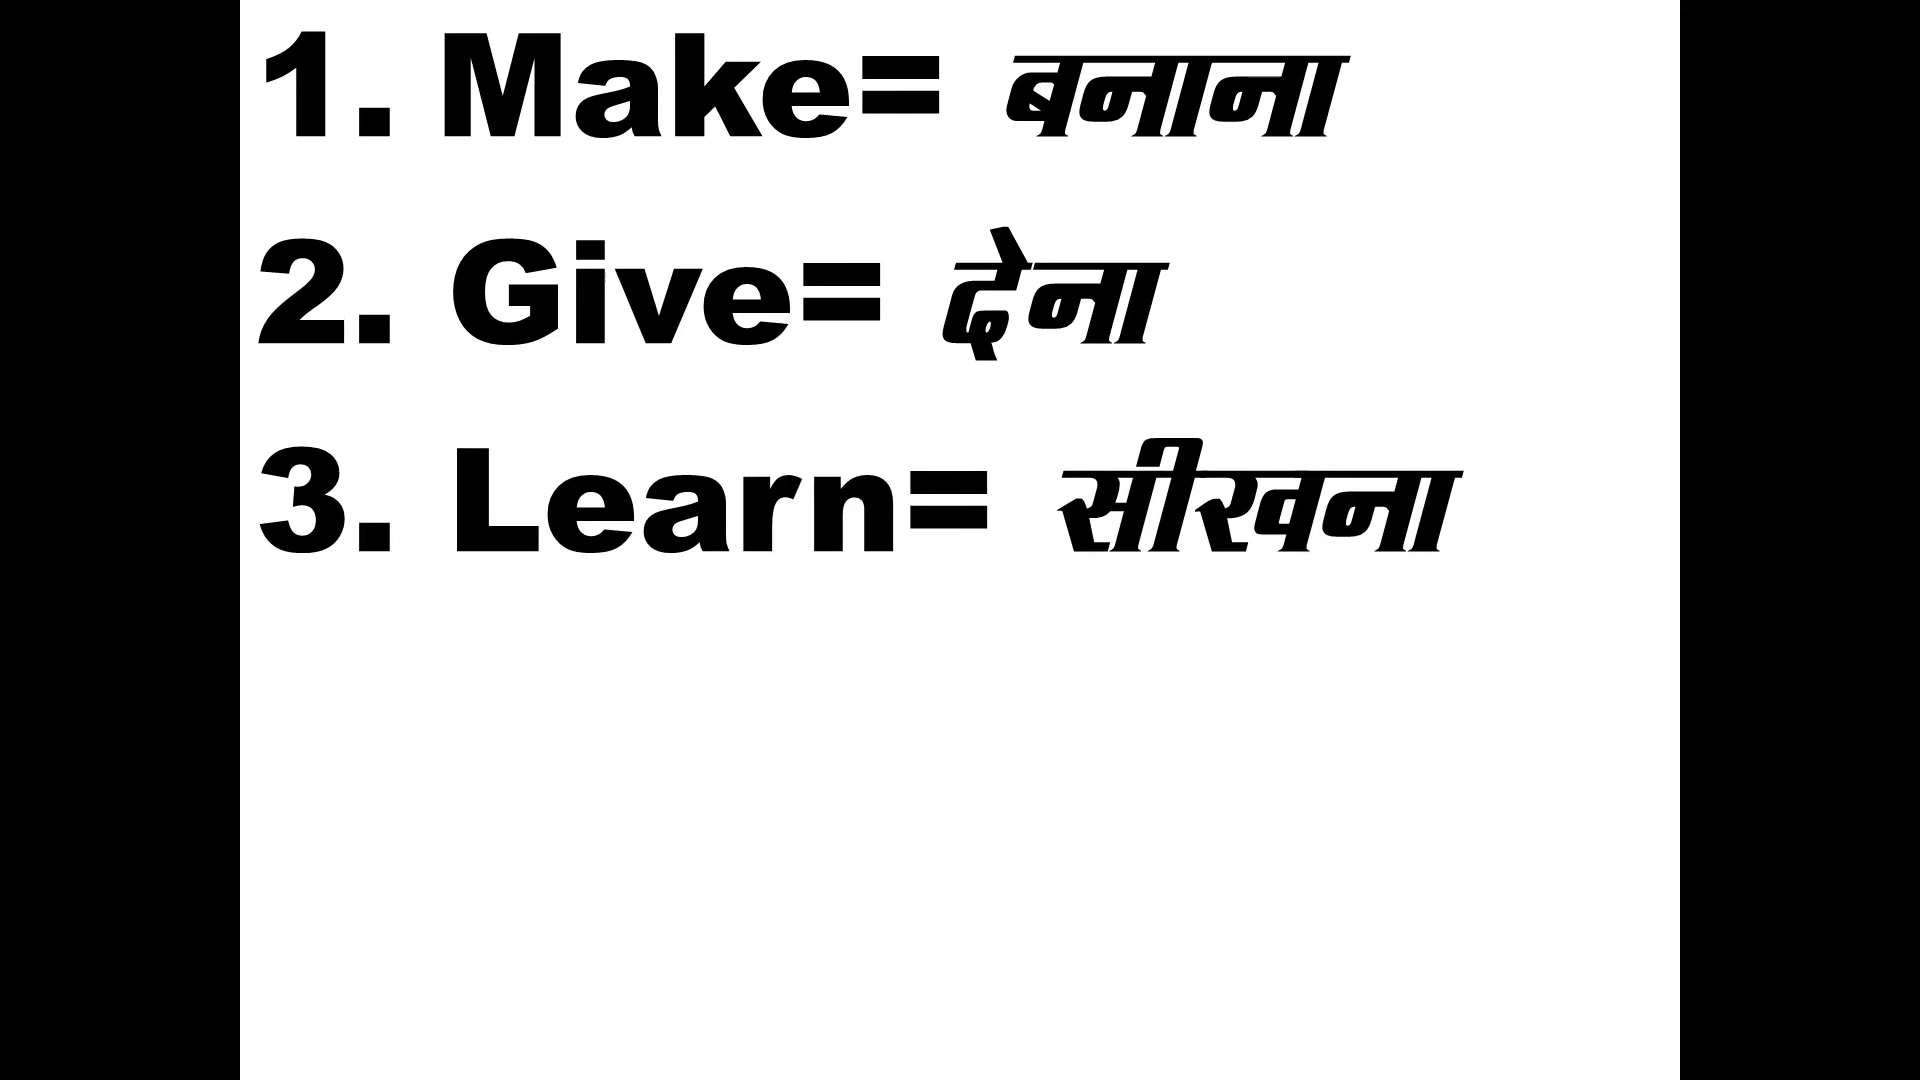 1. Make= बनाना
2. Give= देना
3. Learn= सीखना